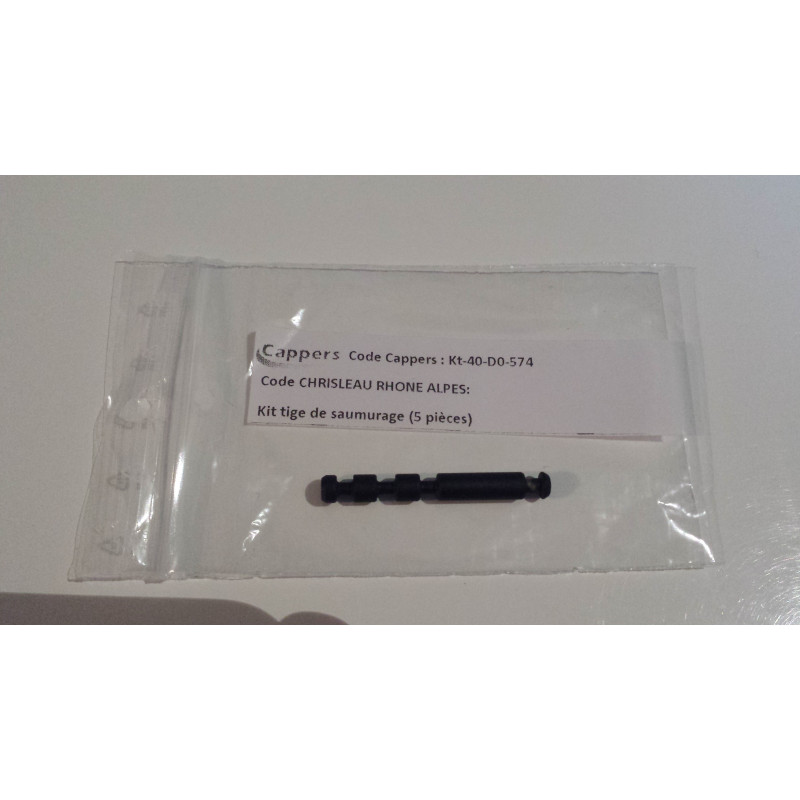 Cappers Code Cappers : Kt-40-D0-574
Code CHRISLEAU RHONE ALPES:
Kit tige de saumurage (5 pièces)